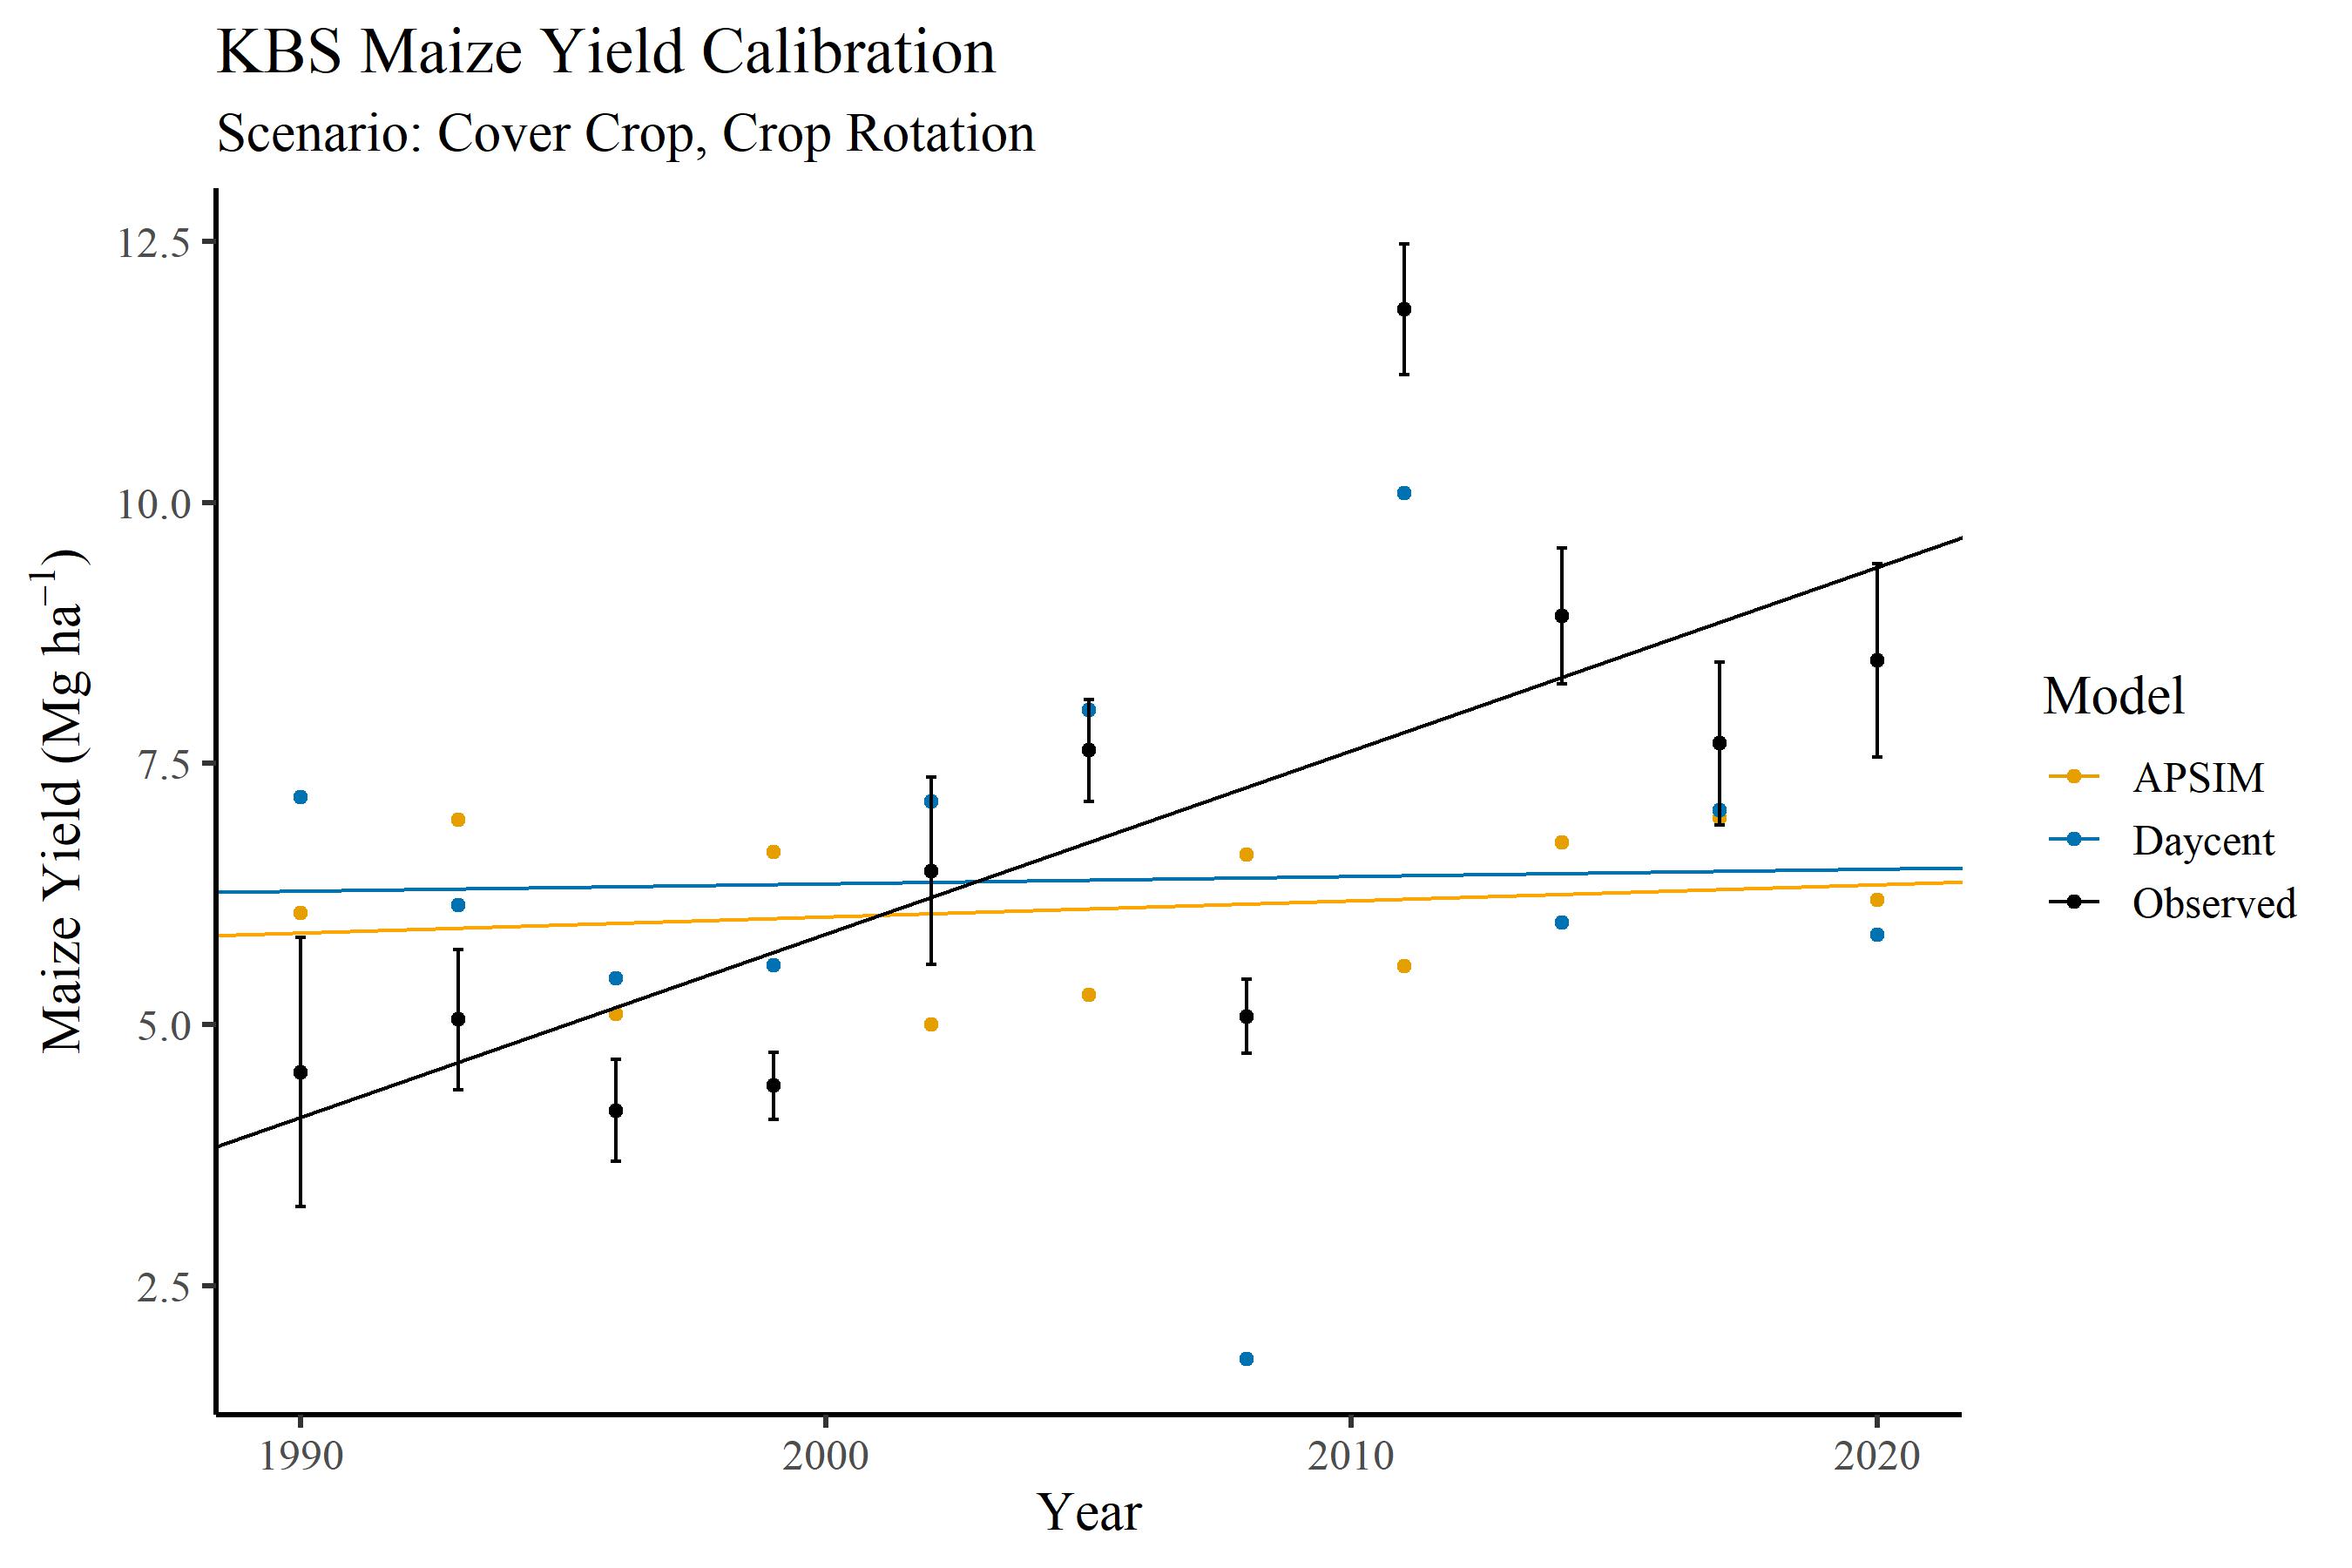 KBS Maize Yield Calibration
Scenario: Cover Crop, Crop Rotation
Maize Yield (Mg ha⁻¹)
12.5
10.0
7.5
5.0
2.5
1990 2000 2010 2020
Year
Model
APSIM
Daycent
Observed